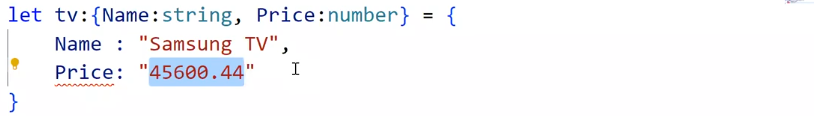 let tv:{Name:string, Price:number} = {
    Name : "Samsung TV",
    Price: "45600.44"
}